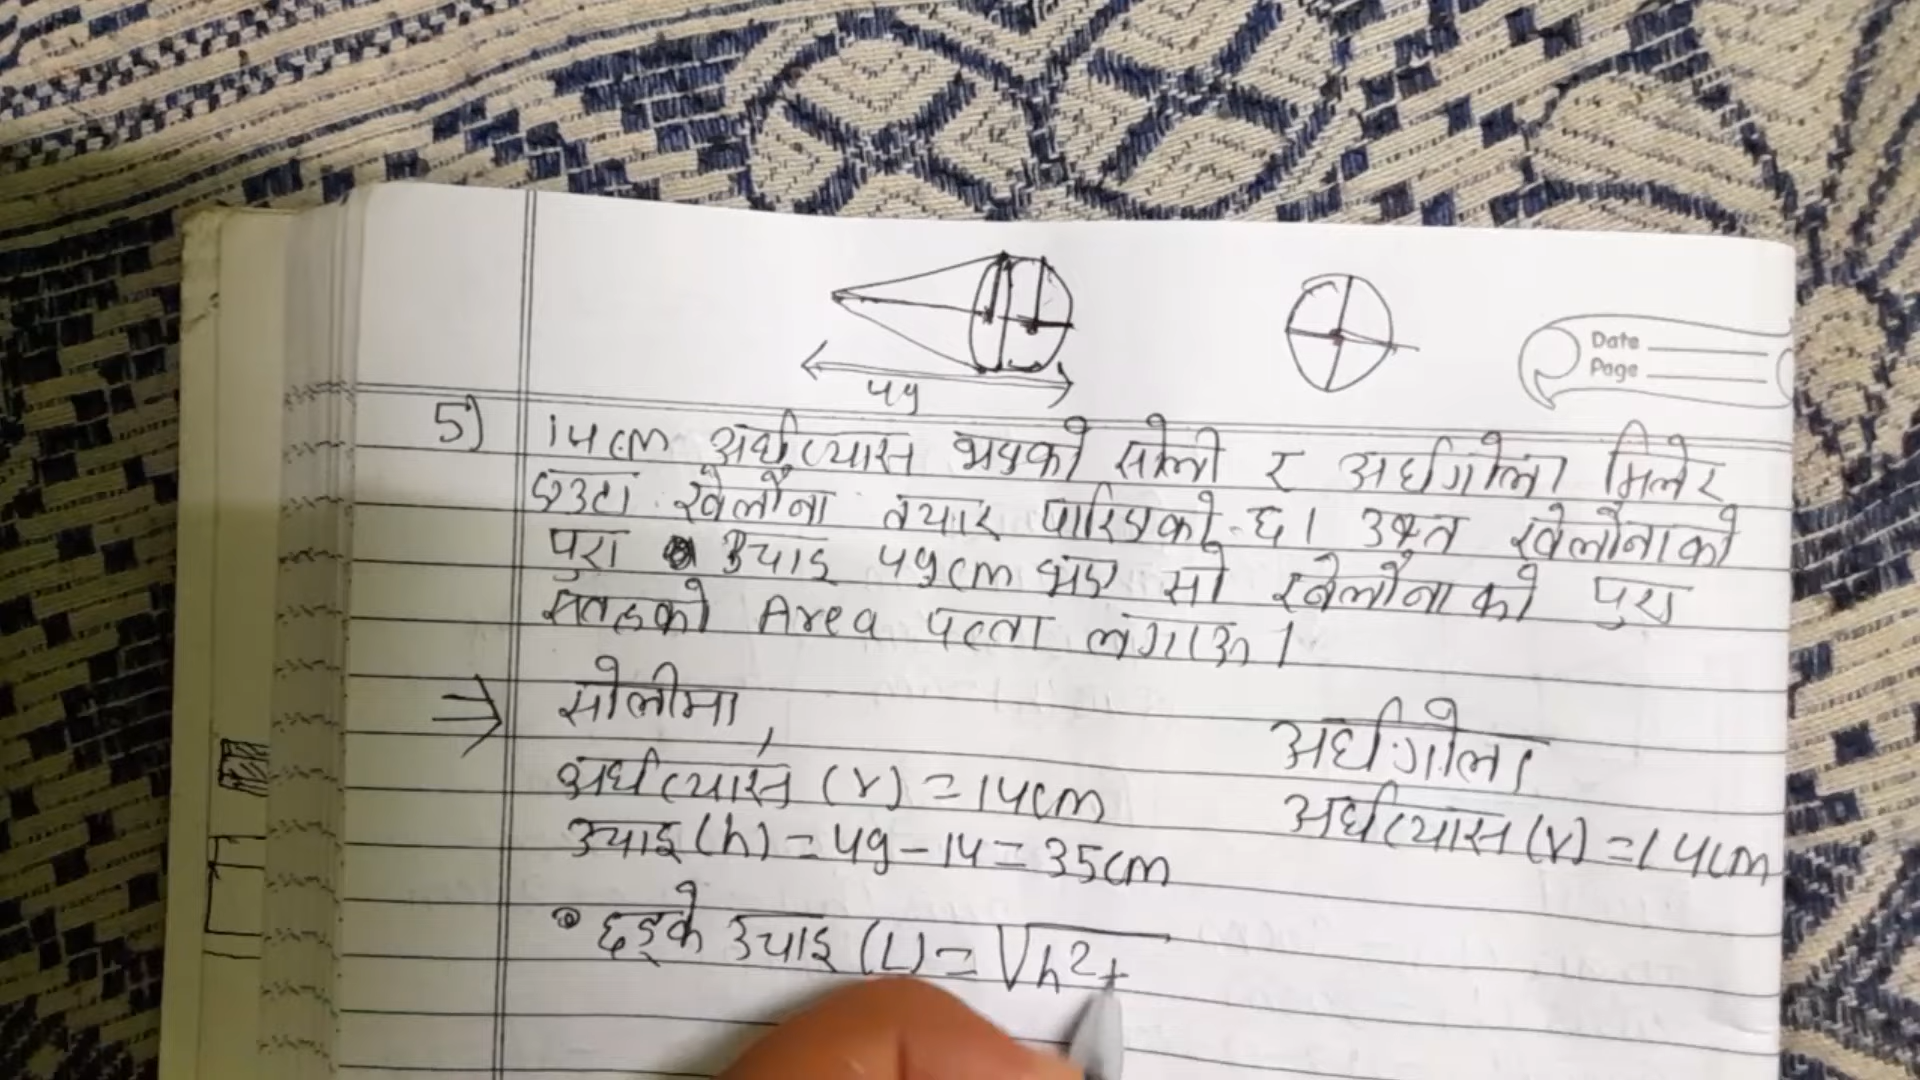 49
Date
Page
5) 14cm अर्धव्यास भएको सोली र अर्धगोला मिलेर
एउटा खेलौना तयार पारिएको छ। उक्त खेलौनाको
पुरा उचाइ 49cm भए सो खेलौनाको पुरा
सतहको Area पत्ता लगाऊ।
⇒ सोलीमा,
अर्धगोला
अर्धव्यास (r) = 14cm
अर्धव्यास (r) = 14cm
उचाइ (h) = 49 - 14 = 35cm
छड्के उचाइ (L) = √h²+